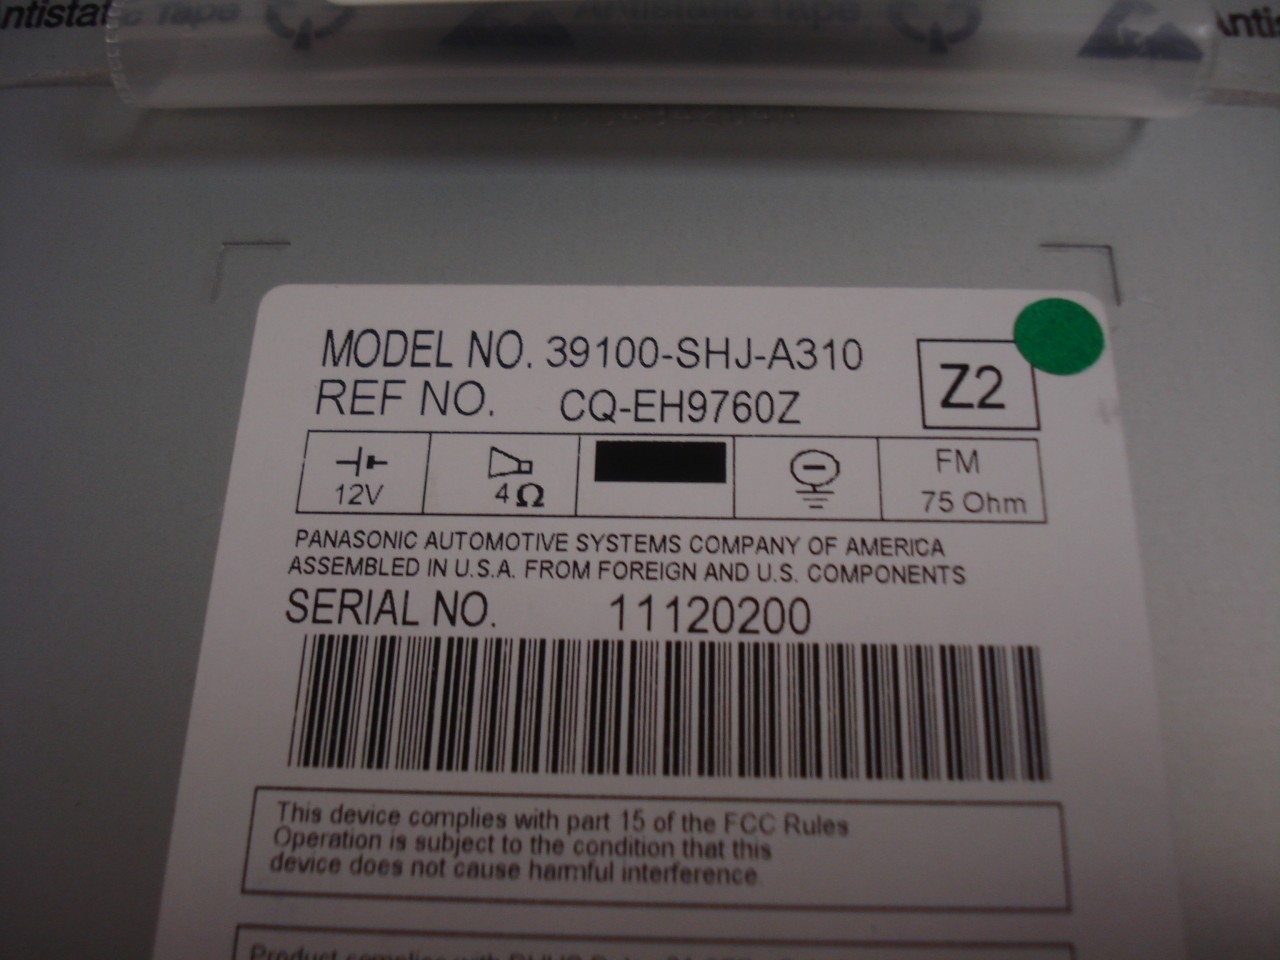 Antistatic Tape Antistatic Tape Anti
MODEL NO. 39100-SHJ-A310
REF NO. CQ-EH9760Z
Z2
12V 4Ω FM
75 Ohm
PANASONIC AUTOMOTIVE SYSTEMS COMPANY OF AMERICA
ASSEMBLED IN U.S.A. FROM FOREIGN AND U.S. COMPONENTS
SERIAL NO. 11120200
This device complies with part 15 of the FCC Rules
Operation is subject to the condition that this
device does not cause harmful interference.
Product complies with